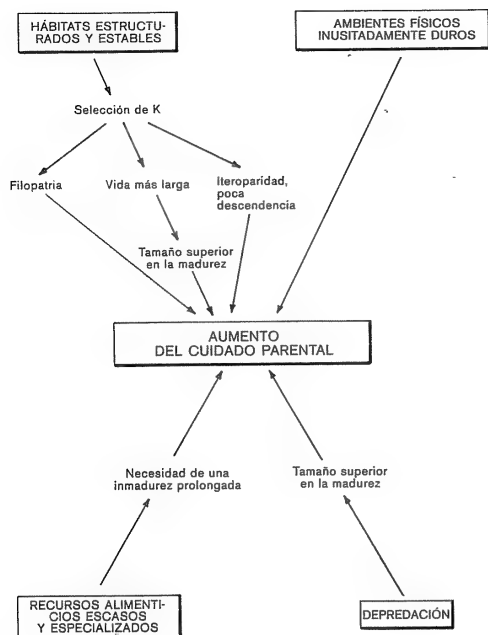 HÁBITATS ESTRUCTU-
RADOS Y ESTABLES
AMBIENTES FÍSICOS
INUSITADAMENTE DUROS
Selección de K
Filopatria
Vida más larga
Iteroparidad,
poca
descendencia
Tamaño superior
en la madurez
AUMENTO
DEL CUIDADO PARENTAL
Necesidad de una
inmadurez prolongada
Tamaño superior
en la madurez
RECURSOS ALIMENTI-
CIOS ESCASOS
Y ESPECIALIZADOS
DEPREDACIÓN